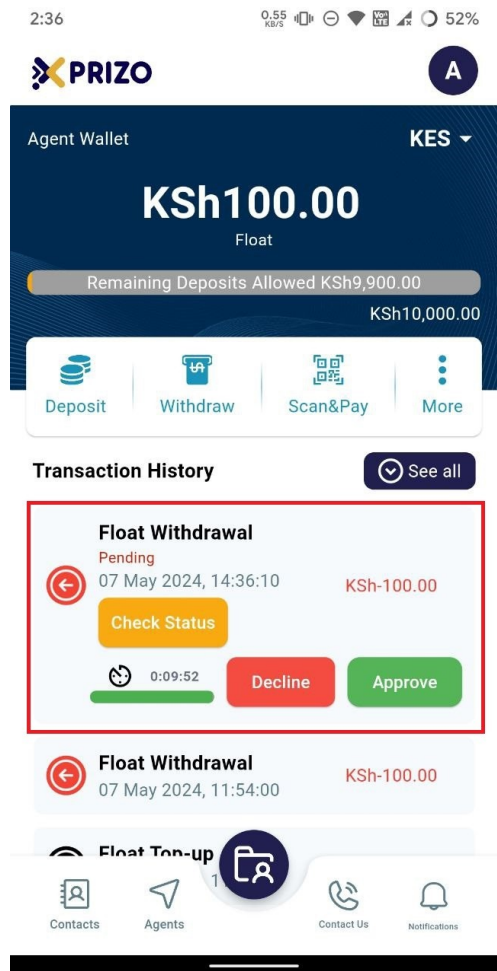 2:36 0.55 KB/S Vo) LTE 52%
PRIZO
A
Agent Wallet KES
KSh100.00
Float
Remaining Deposits Allowed KSh9,900.00
KSh10,000.00
Deposit Withdraw Scan&Pay More
Transaction History See all
Float Withdrawal
Pending
07 May 2024, 14:36:10 KSh-100.00
Check Status
0:09:52 Decline Approve
Float Withdrawal
07 May 2024, 11:54:00 KSh-100.00
Float Top-up
Contacts Agents Contact Us Notifications